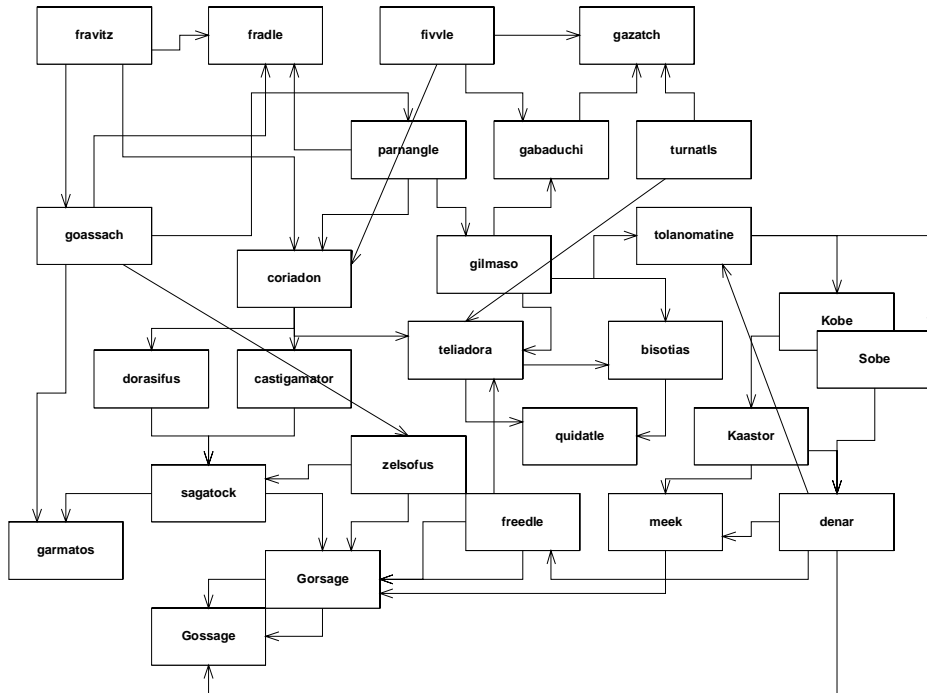 fravitz
fradle
fivvle
gazatch
parnangle
gabaduchi
turnatls
goassach
tolanomatine
coriadon
gilmaso
Kobe
teliadora
bisotias
Sobe
dorasifus
castigamator
quidatle
Kaastor
zelsofus
sagatock
freedle
meek
denar
garmatos
Gorsage
Gossage